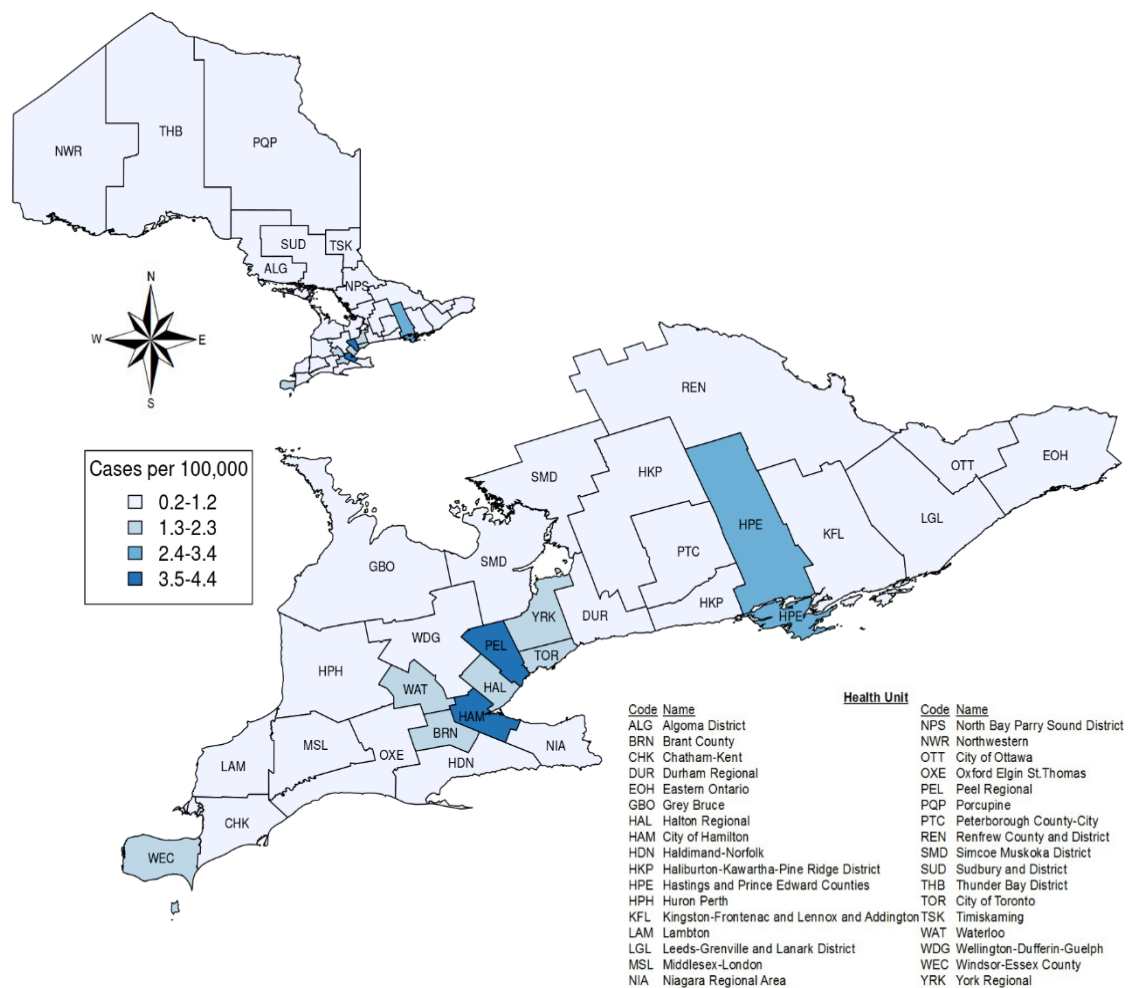 THB
PQP
NWR
SUD
TSK
ALG
NPS
N
W
E
S
REN
Cases per 100,000
0.2-1.2
1.3-2.3
2.4-3.4
3.5-4.4
SMD
HKP
OTT
EOH
HPE
KFL
LGL
PTC
GBO
SMD
HKP
HPE
YRK
DUR
WDG
PEL
TOR
HPH
WAT
HAL
HAM
BRN
MSL
OXE
NIA
LAM
HDN
CHK
WEC
Health Unit
Code Name
ALG Algoma District
BRN Brant County
CHK Chatham-Kent
DUR Durham Regional
EOH Eastern Ontario
GBO Grey Bruce
HAL Halton Regional
HAM City of Hamilton
HDN Haldimand-Norfolk
HKP Haliburton-Kawartha-Pine Ridge District
HPE Hastings and Prince Edward Counties
HPH Huron Perth
KFL Kingston-Frontenac and Lennox and Addington
LAM Lambton
LGL Leeds-Grenville and Lanark District
MSL Middlesex-London
NIA Niagara Regional Area
Code Name
NPS North Bay Parry Sound District
NWR Northwestern
OTT City of Ottawa
OXE Oxford Elgin St.Thomas
PEL Peel Regional
PQP Porcupine
PTC Peterborough County-City
REN Renfrew County and District
SMD Simcoe Muskoka District
SUD Sudbury and District
THB Thunder Bay District
TOR City of Toronto
TSK Timiskaming
WAT Waterloo
WDG Wellington-Dufferin-Guelph
WEC Windsor-Essex County
YRK York Regional